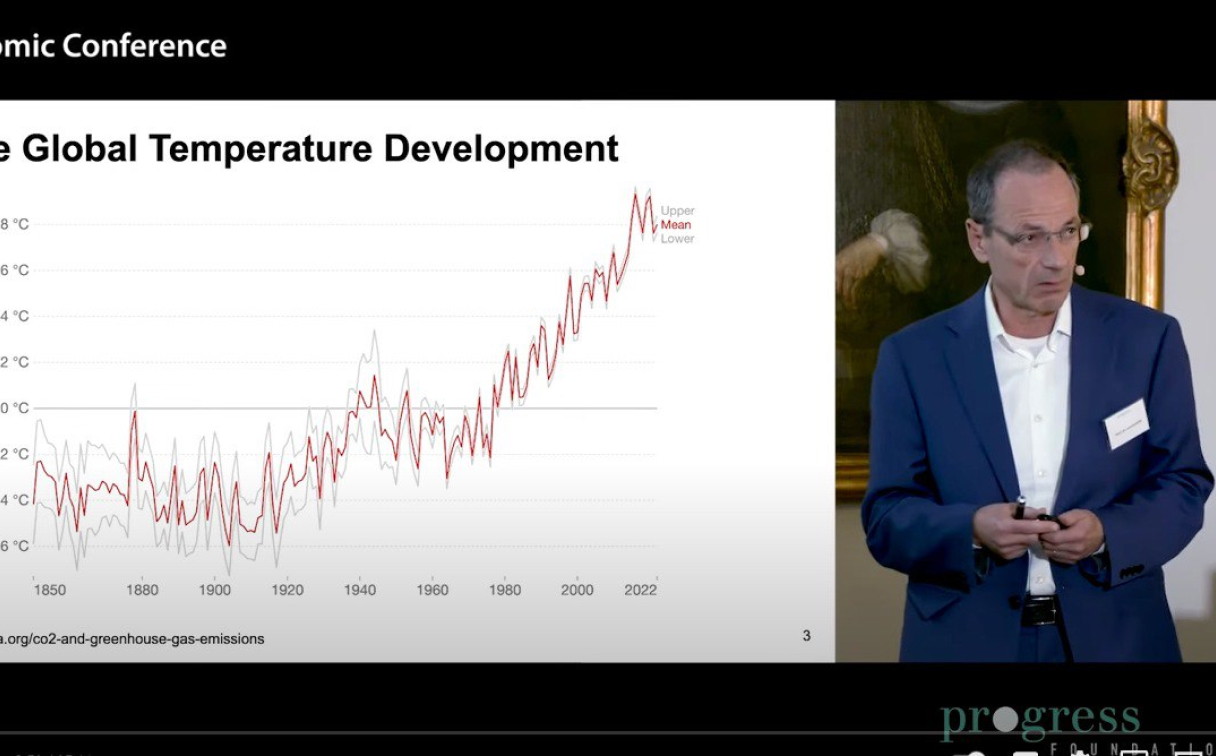 omic Conference
e Global Temperature Development
8 °C
6 °C
4 °C
2 °C
0 °C
2 °C
4 °C
6 °C
Upper
Mean
Lower
1850 1880 1900 1920 1940 1960 1980 2000 2022
a.org/co2-and-greenhouse-gas-emissions
3
progress
FOUNDATIO